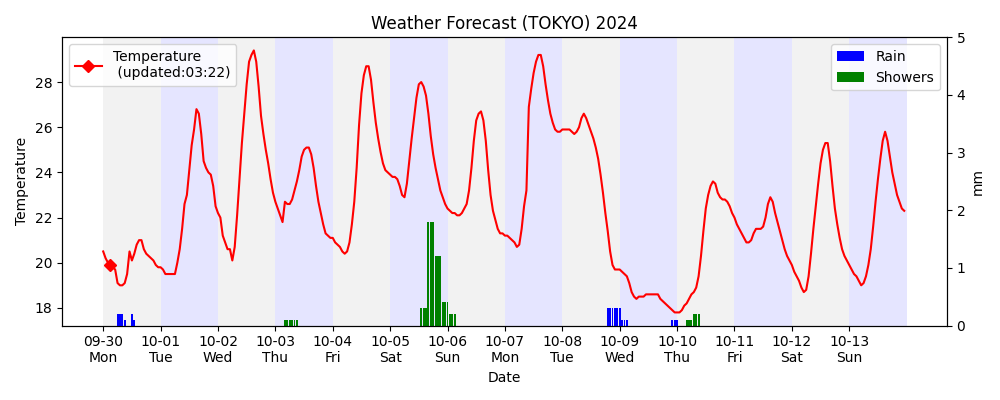 Weather Forecast (TOKYO) 2024
Temperature
(updated:03:22)
Rain
Showers
Temperature
28
26
24
22
20
18
5
4
3
2
1
0
mm
09-30 10-01 10-02 10-03 10-04 10-05 10-06 10-07 10-08 10-09 10-10 10-11 10-12 10-13
Mon Tue Wed Thu Fri Sat Sun Mon Tue Wed Thu Fri Sat Sun
Date